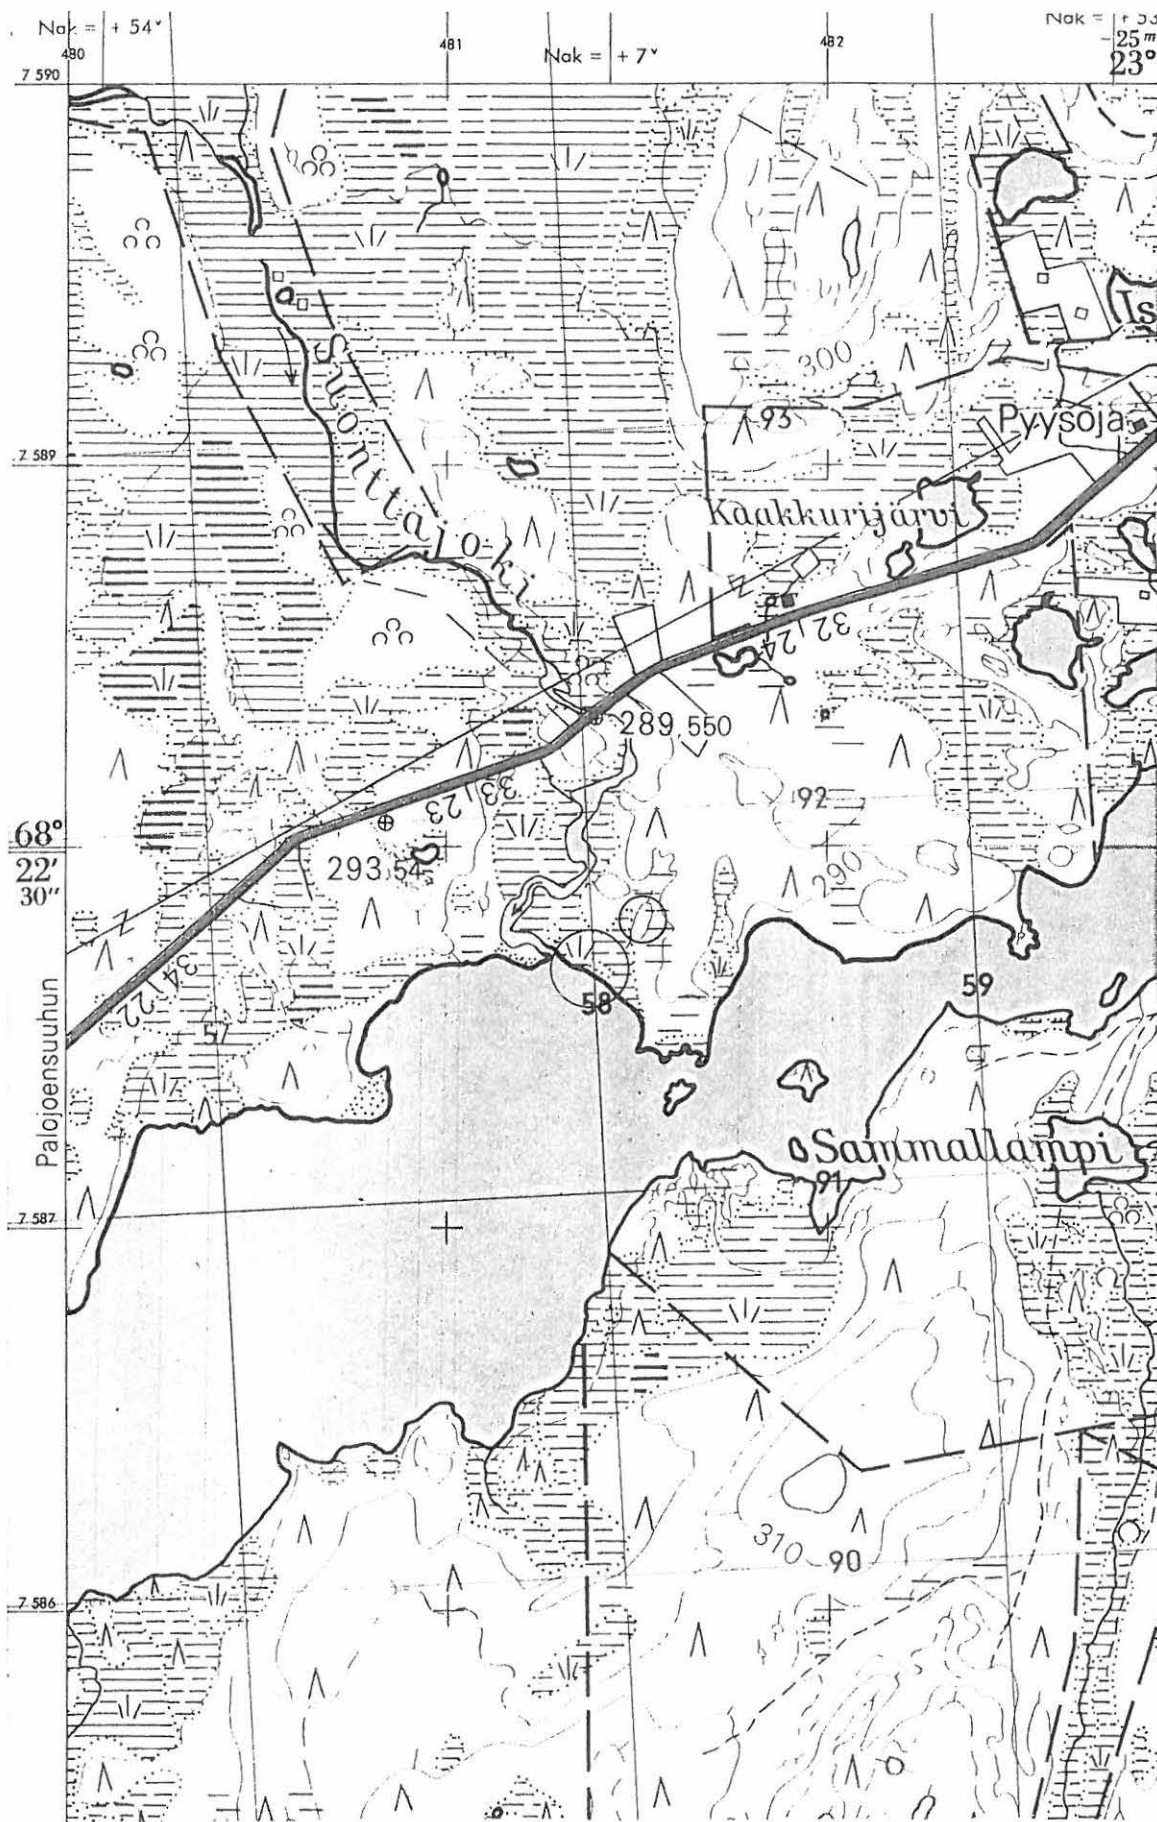 Nak = + 54ᵛ
480
481
Nak = + 7ᵛ
482
Nak = + 53
-25ᵐ
23°
7 590
Is
300
93
Pyysoja
7 589
Suonttajoki
Kaakkurijärvi
Z
32 24
289,550
33 23
92
68°
22'
30"
293,54
290
Z
34 22
58
59
57
Palojoensuuhun
Sammallampi
91
7 587
310
90
7 586